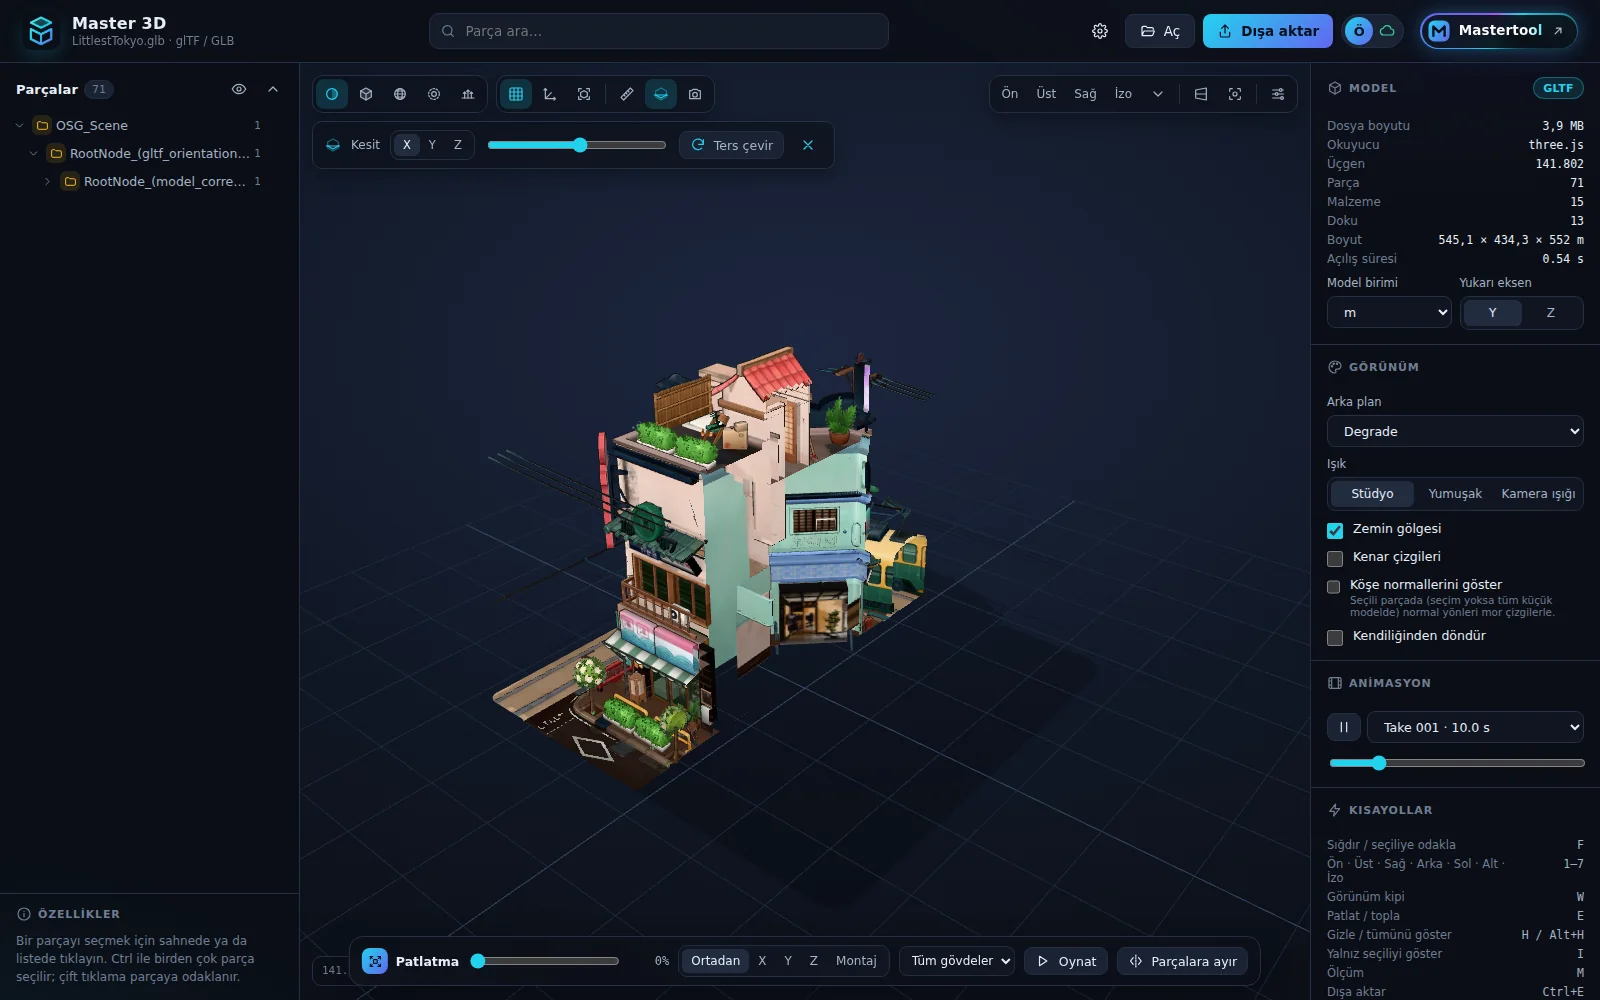 Master 3D
LittlestTokyo.glb · glTF / GLB
Parça ara...
Aç
Dışa aktar
Ö
Mastertool
Parçalar 71
OSG_Scene 1
RootNode_(gltf_orientation... 1
RootNode_(model_corre... 1
ÖZELLİKLER
Bir parçayı seçmek için sahnede ya da
listede tıklayın. Ctrl ile birden çok parça
seçilir; çift tıklama parçaya odaklanır.
Ön Üst Sağ İzo
Kesit X Y Z Ters çevir
141.
Patlatma 0% Ortadan X Y Z Montaj Tüm gövdeler Oynat Parçalara ayır
MODEL GLTF
Dosya boyutu 3,9 MB
Okuyucu three.js
Üçgen 141.802
Parça 71
Malzeme 15
Doku 13
Boyut 545,1 × 434,3 × 552 m
Açılış süresi 0.54 s
Model birimi Yukarı eksen
m Y Z
GÖRÜNÜM
Arka plan
Degrade
Işık
Stüdyo Yumuşak Kamera ışığı
Zemin gölgesi
Kenar çizgileri
Köşe normallerini göster
Seçili parçada (seçim yoksa tüm küçük
modelde) normal yönleri mor çizgilerle.
Kendiliğinden döndür
ANİMASYON
Take 001 · 10.0 s
KISAYOLLAR
Sığdır / seçiliye odakla F
Ön · Üst · Sağ · Arka · Sol · Alt · 1–7
İzo
Görünüm kipi W
Patlat / topla E
Gizle / tümünü göster H / Alt+H
Yalnız seçiliyi göster I
Ölçüm M
Dışa aktar Ctrl+E